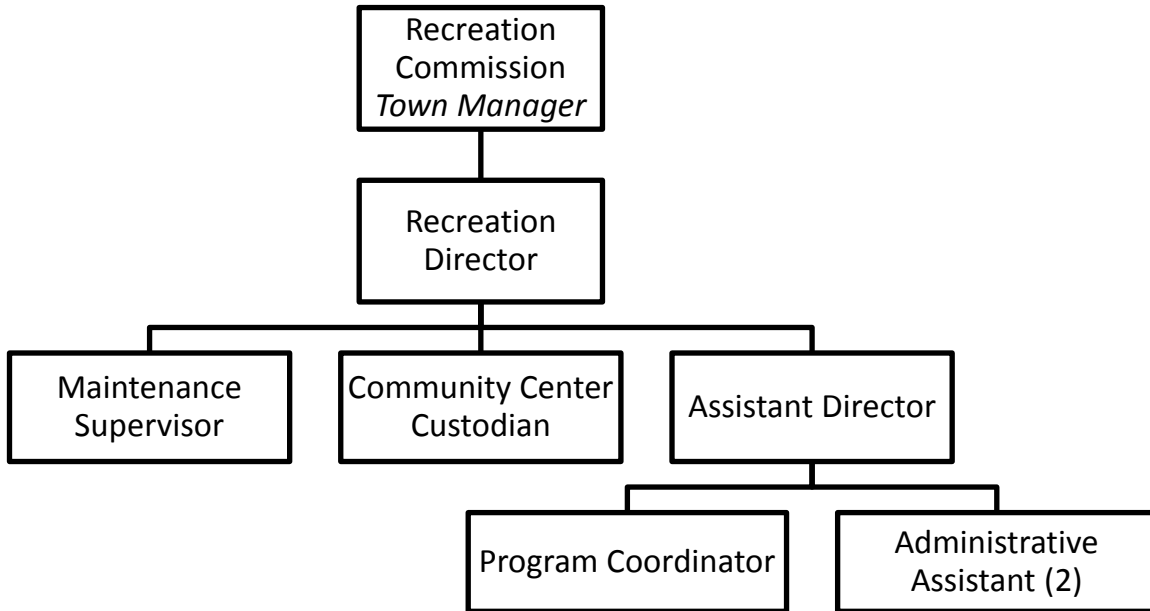 Recreation
Commission
Town Manager
Recreation
Director
Maintenance
Supervisor
Community Center
Custodian
Assistant Director
Program Coordinator
Administrative
Assistant (2)